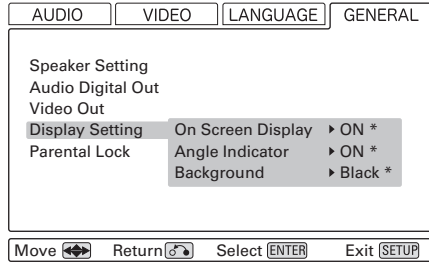 AUDIO VIDEO LANGUAGE GENERAL
Speaker Setting
Audio Digital Out
Video Out
Display Setting On Screen Display ▸ ON *
Parental Lock Angle Indicator ▸ ON *
Background ▸ Black *
Move Return Select ENTER Exit SETUP